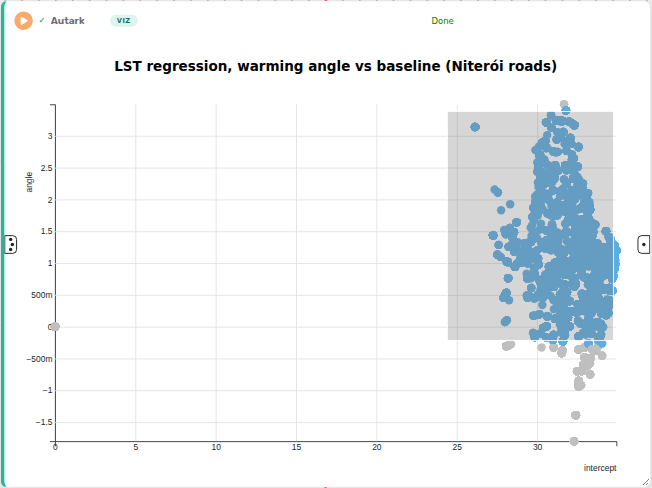 ✓ Autark VIZ Done
LST regression, warming angle vs baseline (Niterói roads)
angle
3
2.5
2
1.5
1
500m
0
−500m
−1
−1.5
0 5 10 15 20 25 30
intercept